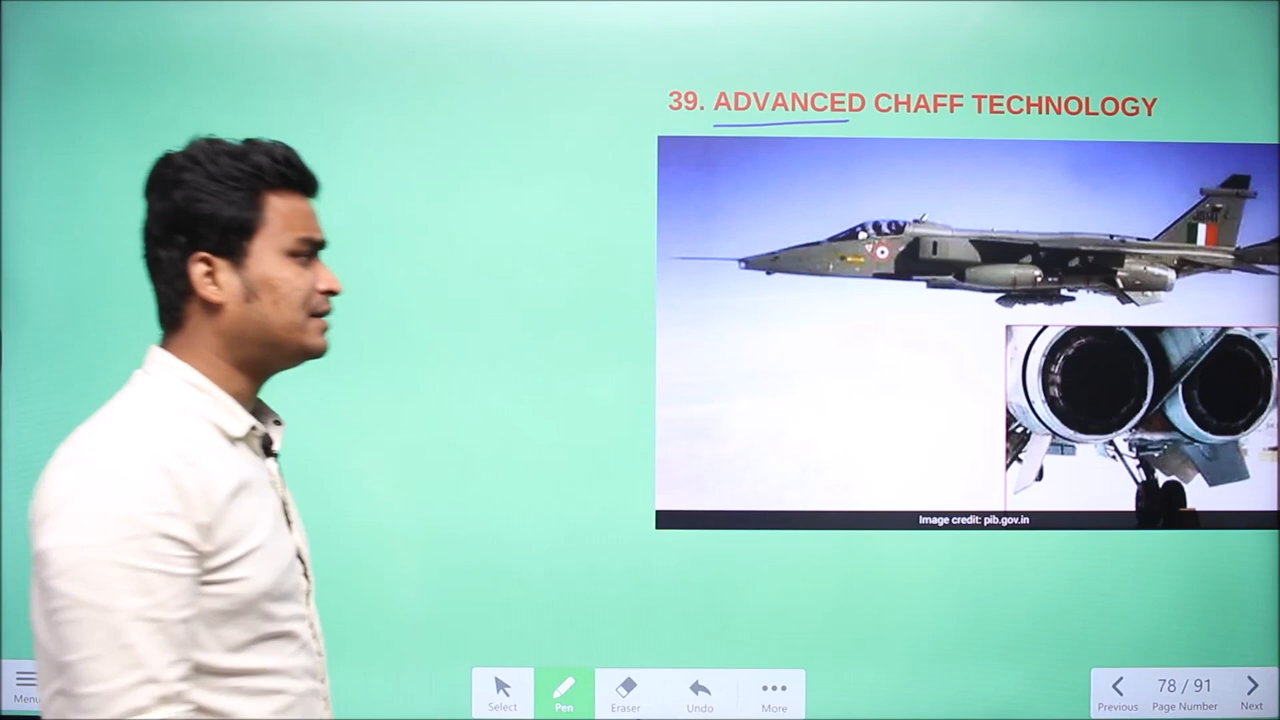 39. ADVANCED CHAFF TECHNOLOGY
Image credit: pib.gov.in
Menu
Select
Pen
Eraser
Undo
More
Previous
78 / 91
Page Number
Next